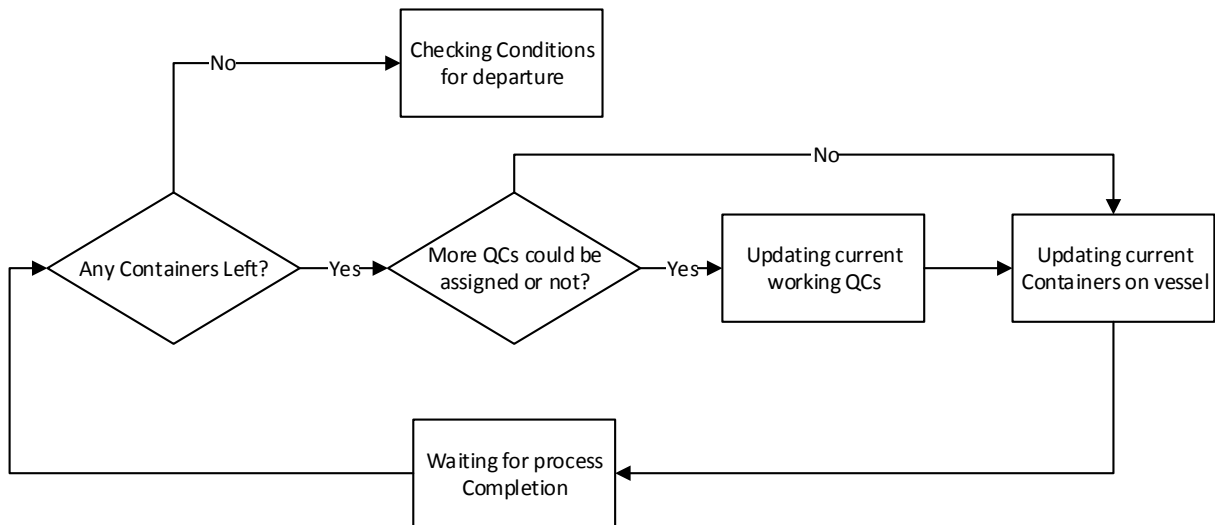 Checking Conditions
for departure
No
No
Any Containers Left?
Yes
More QCs could be
assigned or not?
Yes
Updating current
working QCs
Updating current
Containers on vessel
Waiting for process
Completion